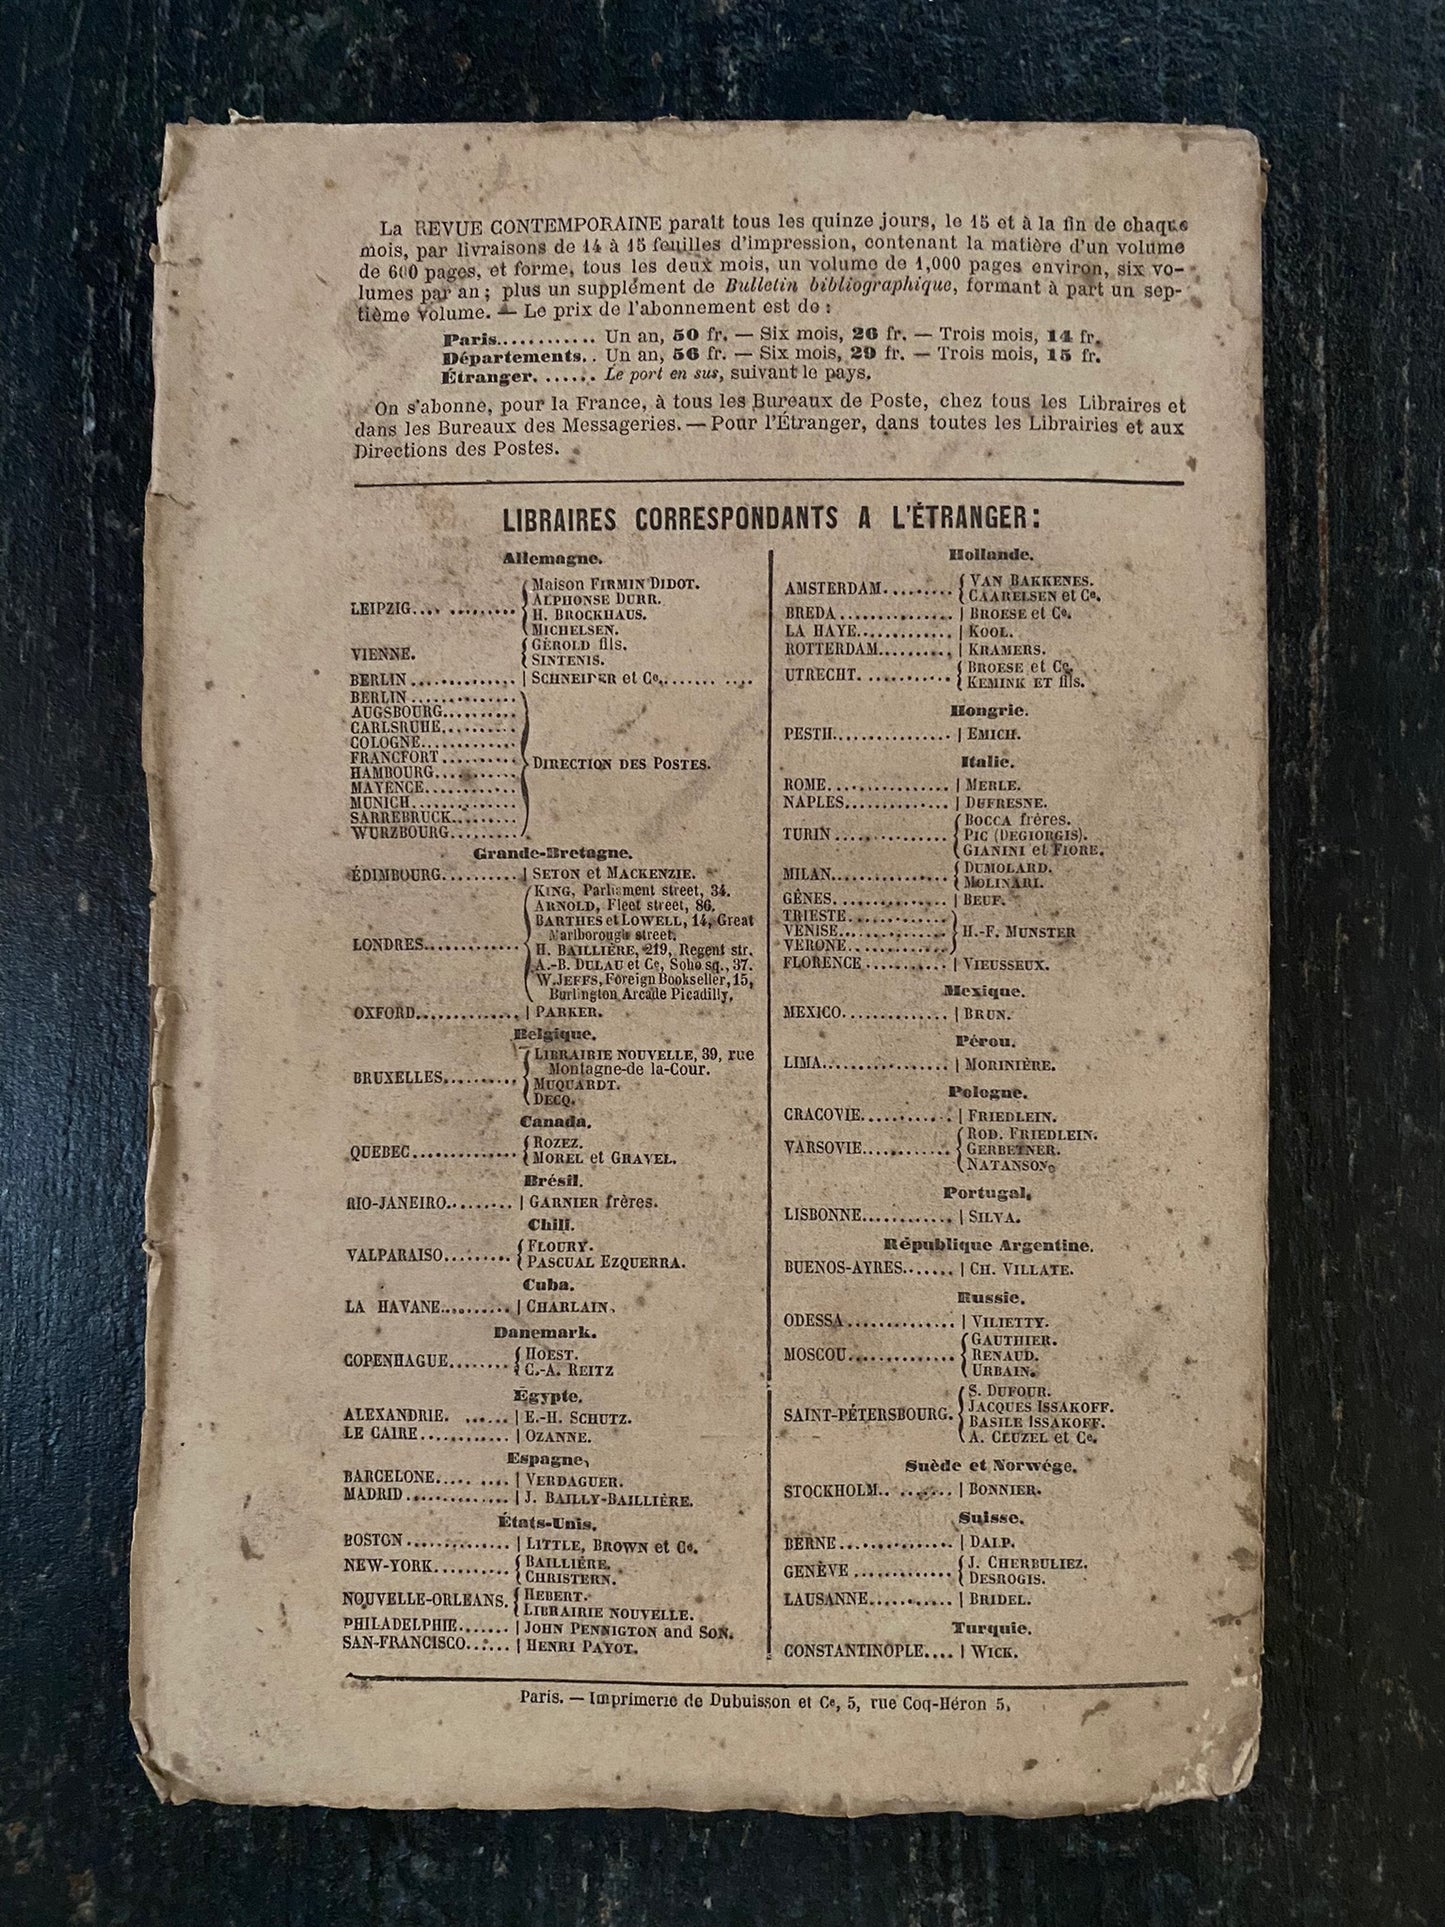 La REVUE CONTEMPORAINE paraît tous les quinze jours, le 15 et à la fin de chaque
mois, par livraisons de 14 à 15 feuilles d'impression, contenant la matière d'un volume
de 600 pages, et forme, tous les deux mois, un volume de 1,000 pages environ, six vo-
lumes par an; plus un supplément de Bulletin bibliographique, formant à part un sep-
tième volume. — Le prix de l'abonnement est de :
Paris............ Un an, 50 fr. — Six mois, 26 fr. — Trois mois, 14 fr.
Départements.. Un an, 56 fr. — Six mois, 29 fr. — Trois mois, 15 fr.
Étranger....... Le port en sus, suivant le pays.
On s'abonne, pour la France, à tous les Bureaux de Poste, chez tous les Libraires et
dans les Bureaux des Messageries. — Pour l'Étranger, dans toutes les Librairies et aux
Directions des Postes.
LIBRAIRES CORRESPONDANTS A L'ÉTRANGER:
Allemagne.
LEIPZIG.... ......... Maison FIRMIN DIDOT.
ALPHONSE DURR.
H. BROCKHAUS.
MICHELSEN.
VIENNE. GÉROLD fils.
SINTENIS.
BERLIN ............. | SCHNEIDER et Ce....... ....
BERLIN .............
AUGSBOURG..........
CARLSRUHE..........
COLOGNE............
FRANCFORT ..........
HAMBOURG...........
MAYENCE............
MUNICH.............
SARREBRUCK.........
WURZBOURG.........
DIRECTION DES POSTES.
Grande-Bretagne.
ÉDIMBOURG.......... | SETON et MACKENZIE.
LONDRES............ KING, Parliament street, 34.
ARNOLD, Fleet street, 86.
BARTHES et LOWELL, 14, Great
Marlborough street.
H. BAILLIÈRE, 219, Regent str.
A.-B. DULAU et Ce, Soho sq., 37.
W. JEFFS, Foreign Bookseller, 15,
Burlington Arcade Picadilly.
OXFORD............. | PARKER.
Belgique.
BRUXELLES.......... LIBRAIRIE NOUVELLE, 39, rue
Montagne-de la-Cour.
MUQUARDT.
DECQ.
Canada.
QUEBEC.............. ROZEZ.
MOREL et GRAVEL.
Brésil.
RIO-JANEIRO......... | GARNIER frères.
Chili.
VALPARAISO......... FLOURY.
PASCUAL EZQUERRA.
Cuba.
LA HAVANE.......... | CHARLAIN.
Danemark.
COPENHAGUE........ HOEST.
C.-A. REITZ
Égypte.
ALEXANDRIE. ...... | E.-H. SCHUTZ.
LE CAIRE............ | OZANNE.
Espagne.
BARCELONE..... .... | VERDAGUER.
MADRID.............. | J. BAILLY-BAILLIÈRE.
États-Unis.
BOSTON.............. | LITTLE, BROWN et Ce.
NEW-YORK.......... BAILLIÈRE.
CHRISTERN.
NOUVELLE-ORLEANS. HEBERT.
LIBRAIRIE NOUVELLE.
PHILADELPHIE....... | JOHN PENNIGTON and SON.
SAN-FRANCISCO...... | HENRI PAYOT.
Hollande.
AMSTERDAM......... VAN BAKKENES.
CAARELSEN et Ce.
BREDA............... | BROESE et Ce.
LA HAYE............ | KOOL.
ROTTERDAM.......... | KRAMERS.
UTRECHT. ........... BROESE et Ce.
KEMINK ET fils.
Hongrie.
PESTH............... | EMICH.
Italie.
ROME................ | MERLE.
NAPLES.............. | DUFRESNE.
TURIN............... BOCCA frères.
PIC (DEGIORGIS).
GIANINI et FIORE.
MILAN............... DUMOLARD.
MOLINARI.
GÊNES............... | BEUF.
TRIESTE.............
VENISE..............
VERONE.............
H.-F. MUNSTER
FLORENCE........... | VIEUSSEUX.
Mexique.
MEXICO.............. | BRUN.
Pérou.
LIMA................. | MORINIÈRE.
Pologne.
CRACOVIE............ | FRIEDLEIN.
VARSOVIE............ ROD. FRIEDLEIN.
GERBETNER.
NATANSON.
Portugal.
LISBONNE............ | SILVA.
République Argentine.
BUENOS-AYRES....... | CH. VILLATE.
Russie.
ODESSA.............. | VILIETTY.
MOSCOU.............. GAUTHIER.
RENAUD.
URBAIN.
SAINT-PÉTERSBOURG. S. DUFOUR.
JACQUES ISSAKOFF.
BASILE ISSAKOFF.
A. CLUZEL et Ce.
Suède et Norwége.
STOCKHOLM.. ....... | BONNIER.
Suisse.
BERNE............... | DALP.
GENÈVE............. J. CHERBULIEZ.
DESROGIS.
LAUSANNE........... | BRIDEL.
Turquie.
CONSTANTINOPLE.... | WICK.
Paris. — Imprimerie de Dubuisson et Ce, 5, rue Coq-Héron 5.